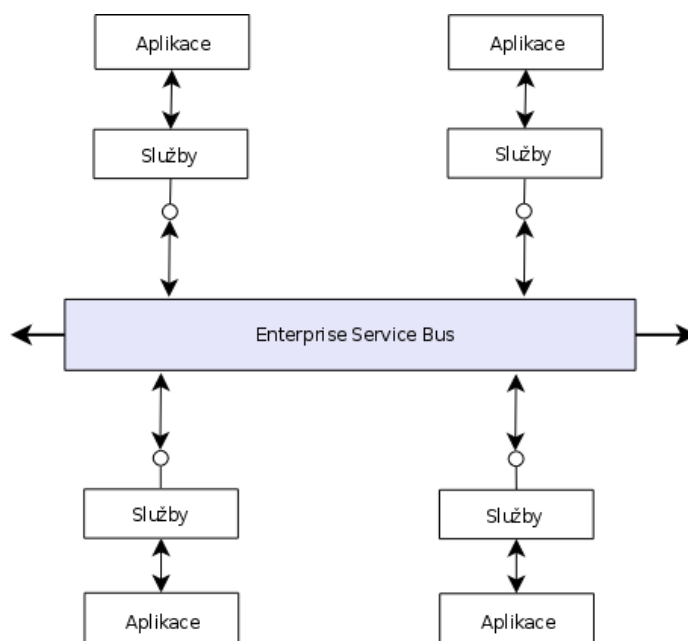 Aplikace
Aplikace
Služby
Služby
Enterprise Service Bus
Služby
Služby
Aplikace
Aplikace